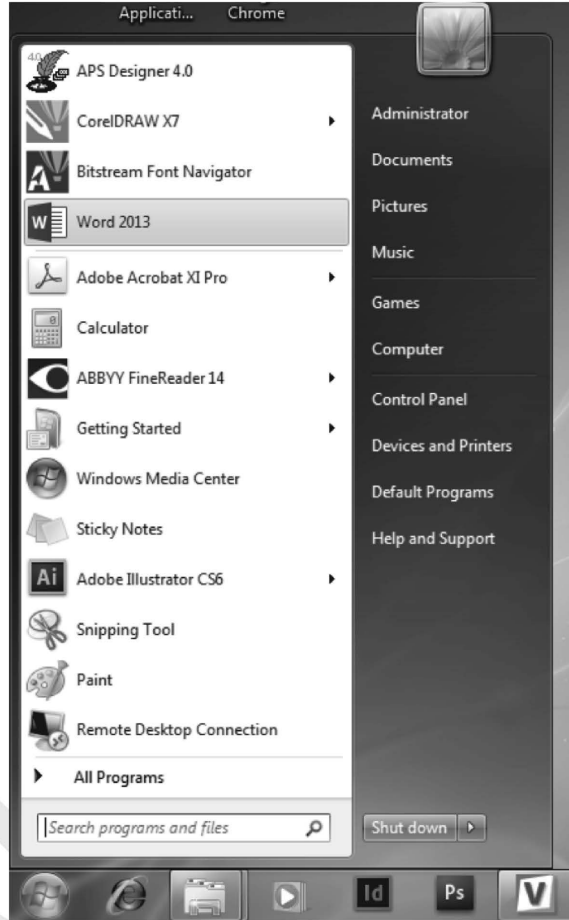 Applicati... Chrome
4.0
APS Designer 4.0
CorelDRAW X7
Bitstream Font Navigator
W
Word 2013
Adobe Acrobat XI Pro
Calculator
ABBYY FineReader 14
Getting Started
Windows Media Center
Sticky Notes
Ai
Adobe Illustrator CS6
Snipping Tool
Paint
Remote Desktop Connection
All Programs
Search programs and files
Administrator
Documents
Pictures
Music
Games
Computer
Control Panel
Devices and Printers
Default Programs
Help and Support
Shut down
Id Ps V